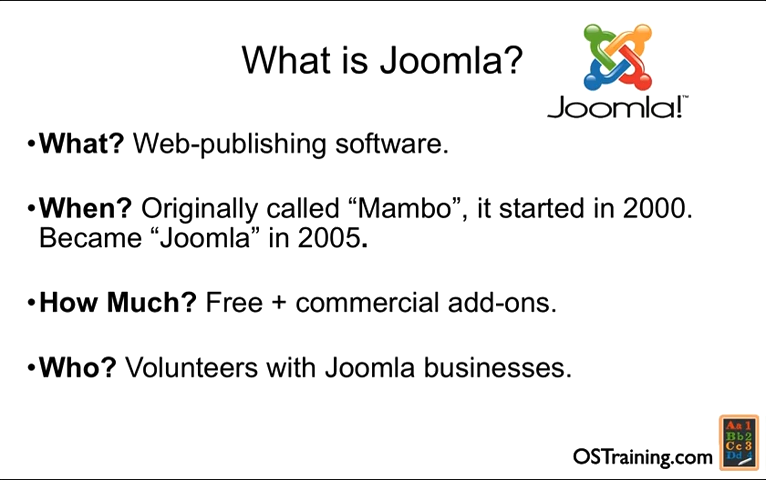 What is Joomla?
Joomla!™
•What? Web-publishing software.
•When? Originally called “Mambo”, it started in 2000.
Became “Joomla” in 2005.
•How Much? Free + commercial add-ons.
•Who? Volunteers with Joomla businesses.
Aa 1
Bb 2
Cc 3
Dd
OSTraining.com